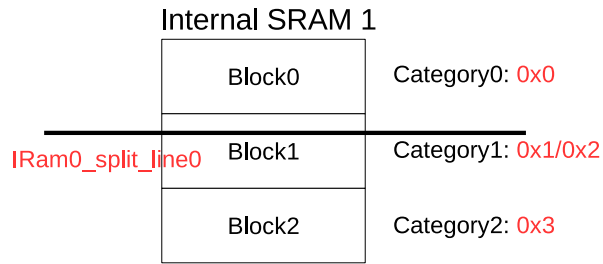 Internal SRAM 1
Block0
Category0: 0x0
IRam0_split_line0
Block1
Category1: 0x1/0x2
Block2
Category2: 0x3